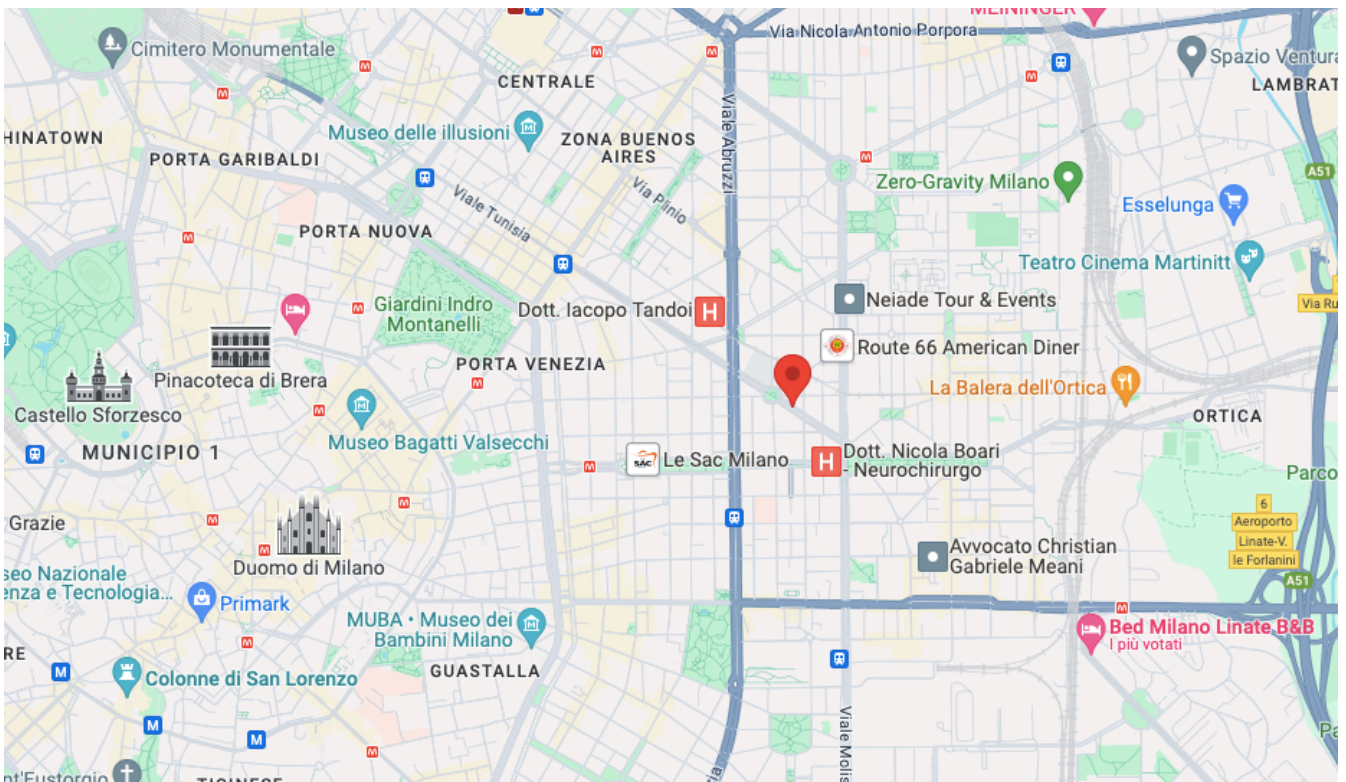 MEININGER
Via Nicola Antonio Porpora
Cimitero Monumentale
Spazio Ventura
CENTRALE
LAMBRAT
HINATOWN
Museo delle illusioni
ZONA BUENOS
AIRES
PORTA GARIBALDI
Viale Abruzzi
A51
Zero-Gravity Milano
Via Plinio
Viale Tunisia
Esselunga
PORTA NUOVA
Teatro Cinema Martinitt
Giardini Indro
Montanelli
Dott. Iacopo Tandoi
H
Neiade Tour & Events
Via Ru
Route 66 American Diner
PORTA VENEZIA
Pinacoteca di Brera
La Balera dell'Ortica
Castello Sforzesco
ORTICA
Museo Bagatti Valsecchi
MUNICIPIO 1
SAC
Le Sac Milano
H
Dott. Nicola Boari
- Neurochirurgo
Parco
Grazie
6
Aeroporto
Linate-V.
le Forlanini
A51
Avvocato Christian
Gabriele Meani
Duomo di Milano
seo Nazionale
enza e Tecnologia...
Primark
MUBA • Museo dei
Bambini Milano
Bed Milano Linate B&B
I più votati
RE
GUASTALLA
M
Colonne di San Lorenzo
M
M
Viale Molis
Pa
nt'Eustorgio
TICINESE